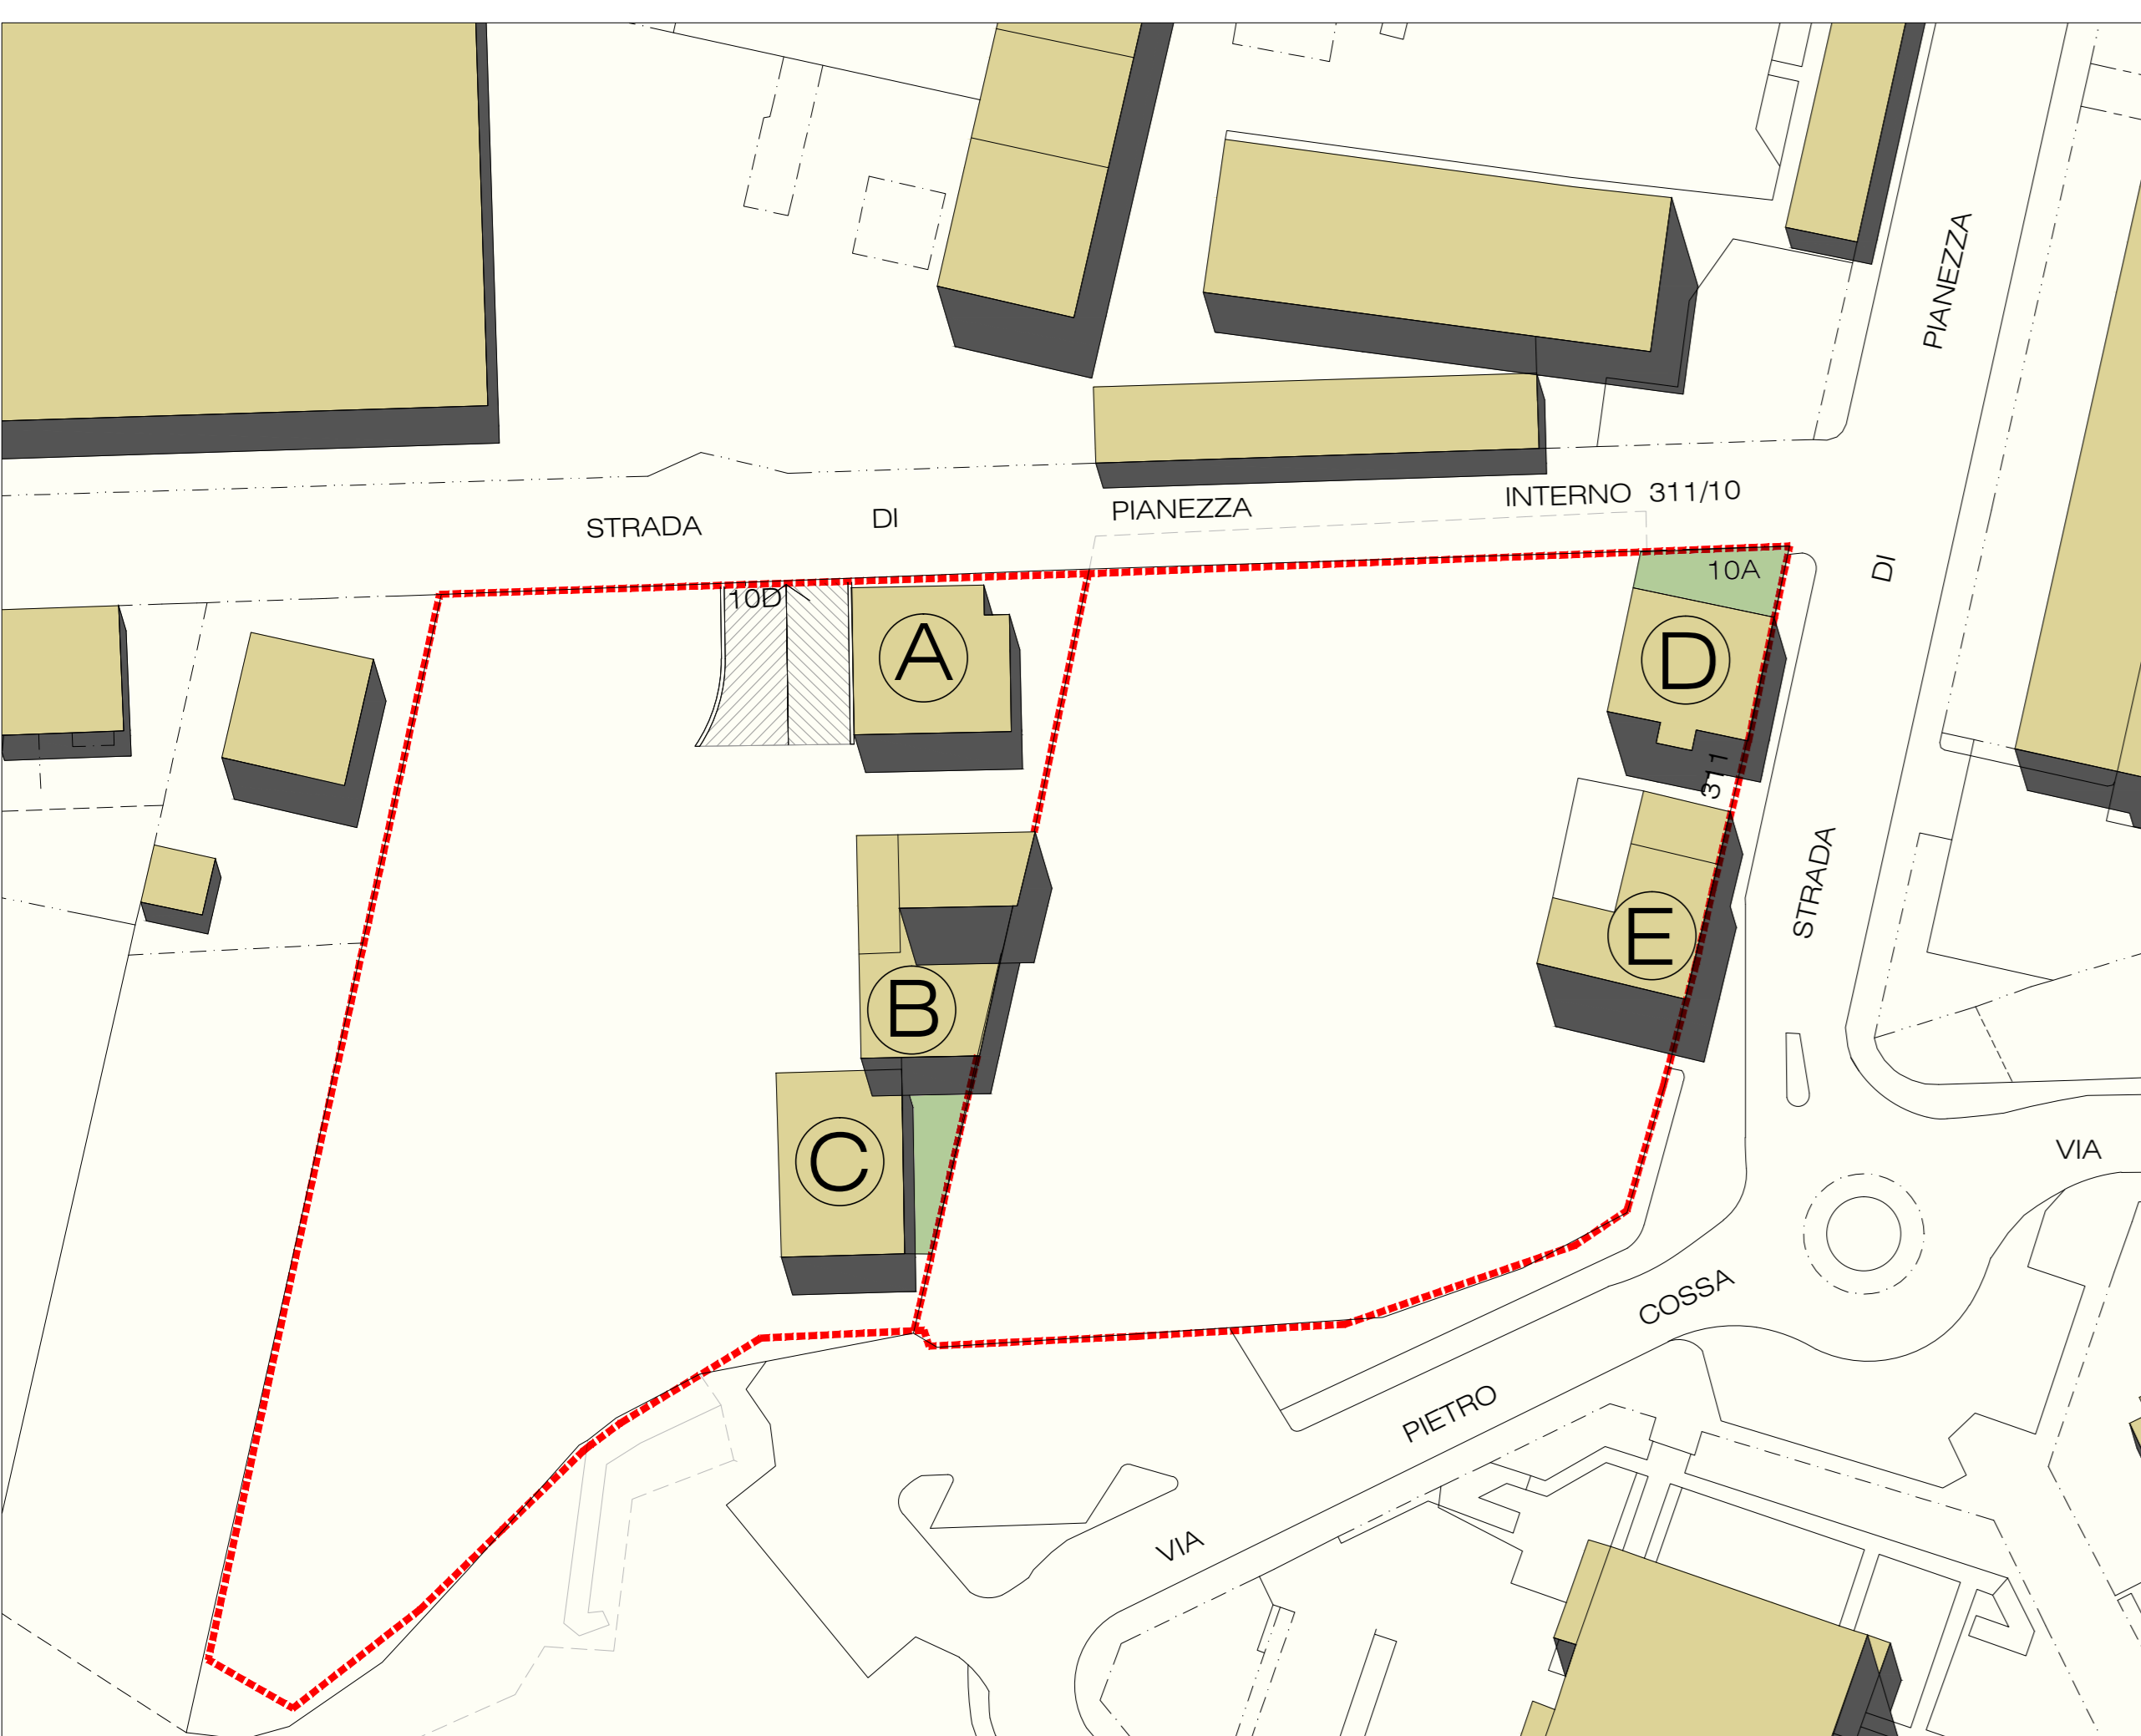 PIANEZZA
DI
STRADA
STRADA DI PIANEZZA INTERNO 311/10
10A
10D
A
D
311
E
B
C
VIA
VIA PIETRO COSSA